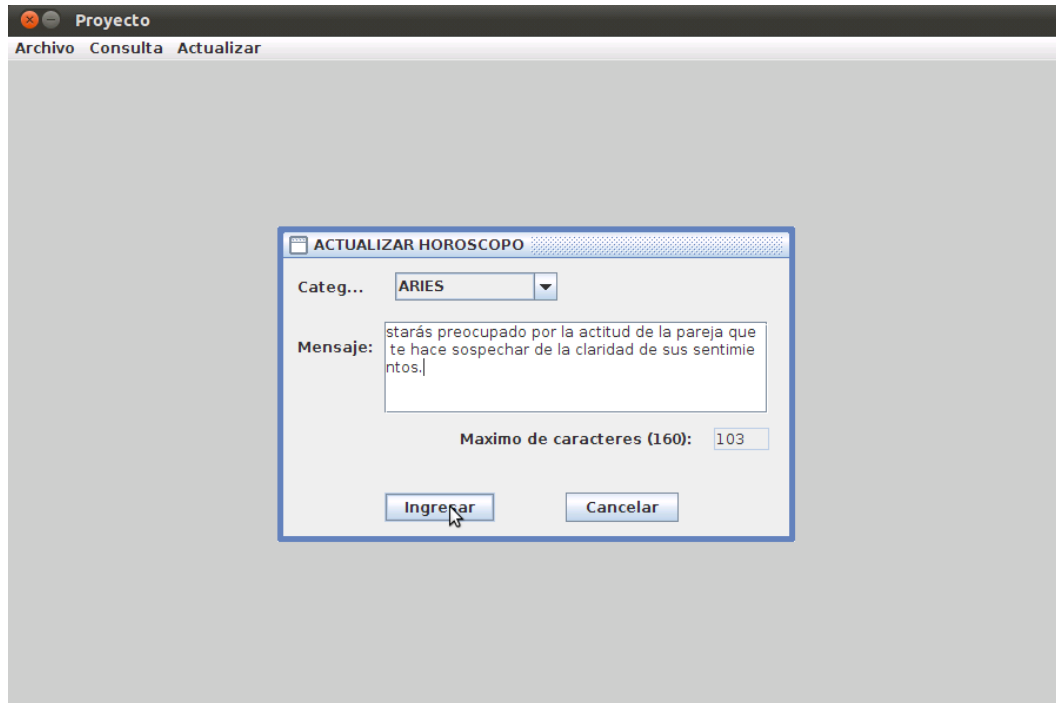 Proyecto
Archivo Consulta Actualizar
ACTUALIZAR HOROSCOPO
Categ... ARIES
Mensaje:
starás preocupado por la actitud de la pareja que
te hace sospechar de la claridad de sus sentimie
ntos.
Maximo de caracteres (160): 103
Ingresar Cancelar